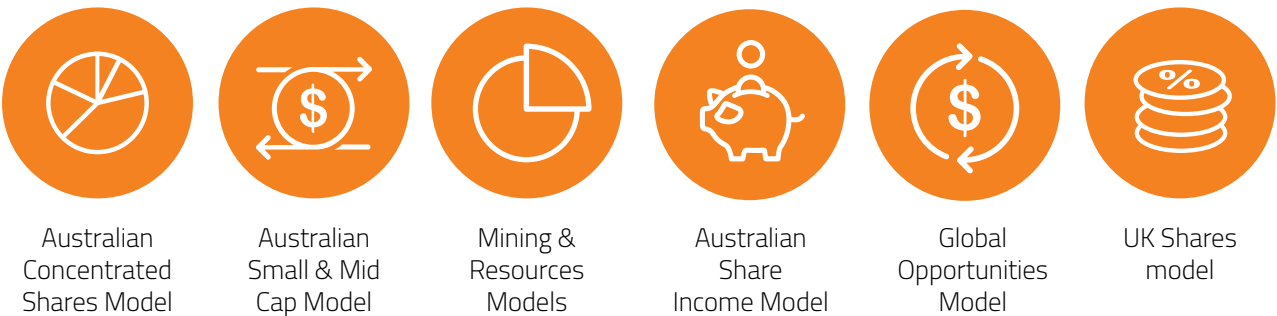 $
$
%
Australian
Concentrated
Shares Model
Australian
Small & Mid
Cap Model
Mining &
Resources
Models
Australian
Share
Income Model
Global
Opportunities
Model
UK Shares
model